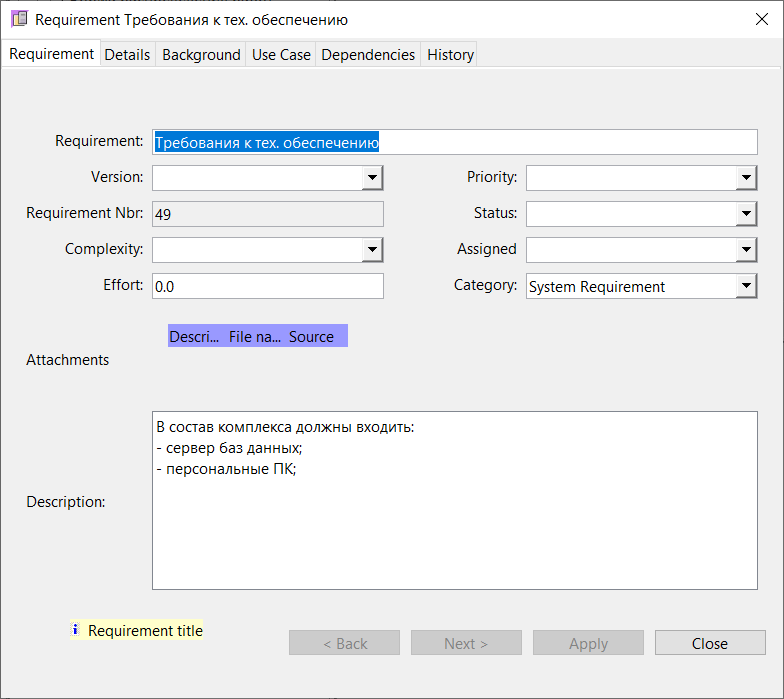 Requirement Требования к тех. обеспечению
Requirement Details Background Use Case Dependencies History
Requirement: Требования к тех. обеспечению
Version: Priority:
Requirement Nbr: 49 Status:
Complexity: Assigned
Effort: 0.0 Category: System Requirement
Descri... File na... Source
Attachments
В состав комплекса должны входить:
- сервер баз данных;
- персональные ПК;
Description:
Requirement title
< Back Next > Apply Close